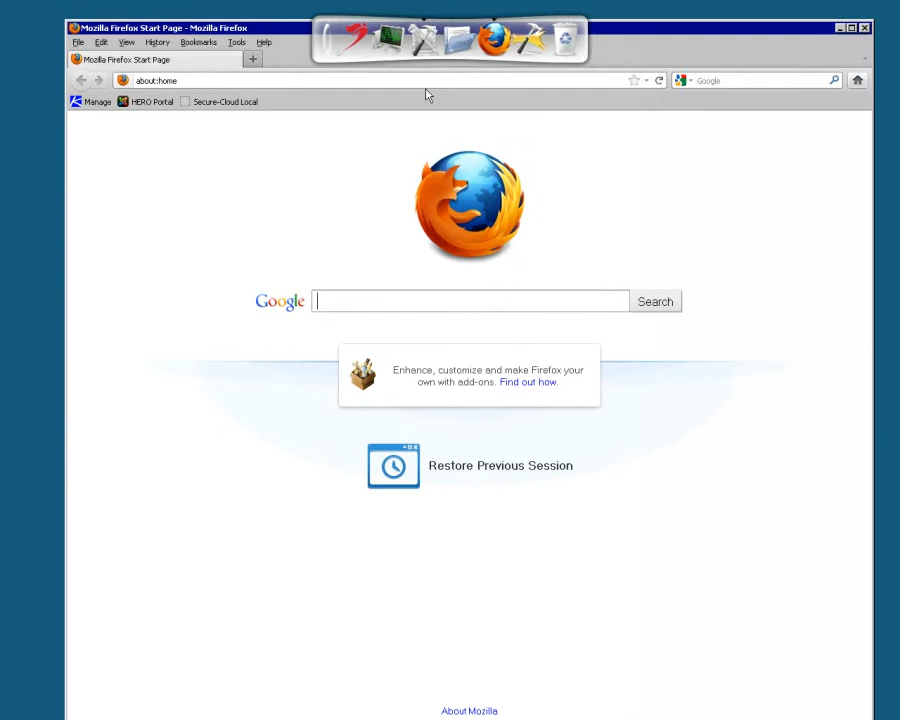 Mozilla Firefox Start Page - Mozilla Firefox
File Edit View History Bookmarks Tools Help
Mozilla Firefox Start Page
about:home
Google
Manage HERO Portal Secure-Cloud Local
Google
Search
Enhance, customize and make Firefox your
own with add-ons. Find out how.
Restore Previous Session
About Mozilla